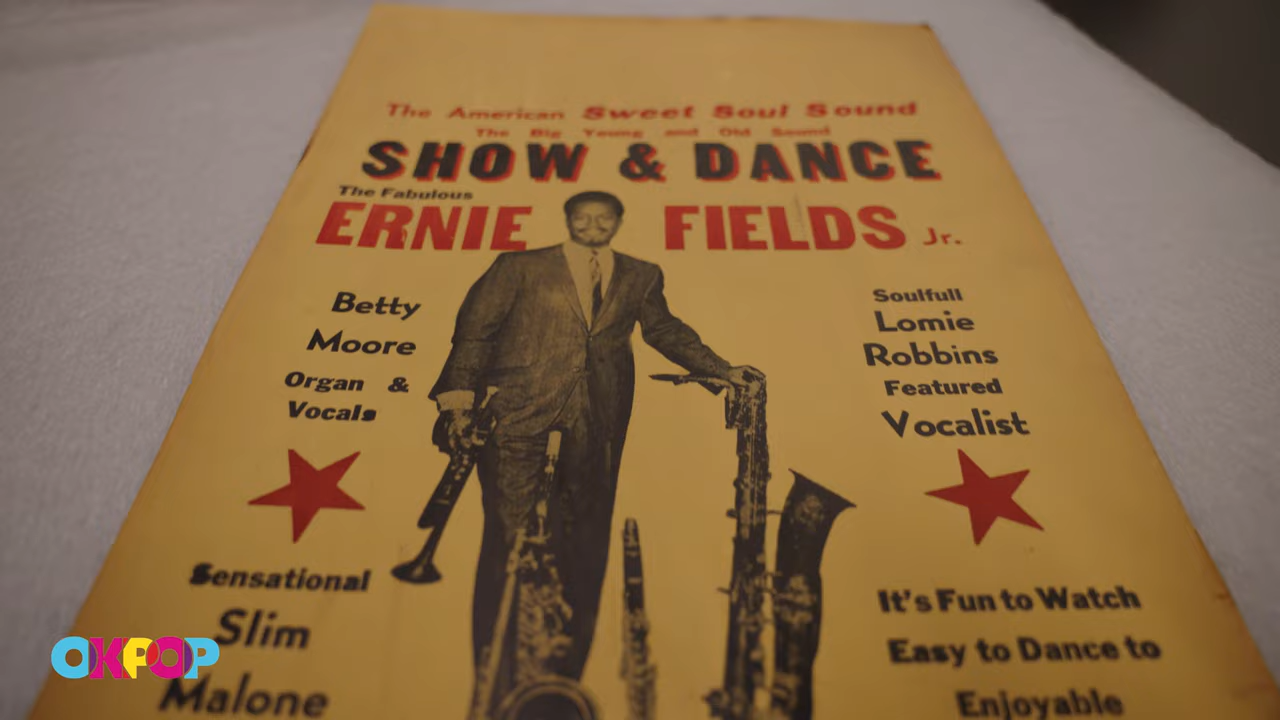 The American Sweet Soul Sound
The Big Young and Old Sound
SHOW & DANCE
The Fabulous
ERNIE FIELDS Jr.
Betty
Moore
Organ &
Vocals
Soulfull
Lomie
Robbins
Featured
Vocalist
Sensational
Slim
Malone
It's Fun to Watch
Easy to Dance to
Enjoyable
OKPOP